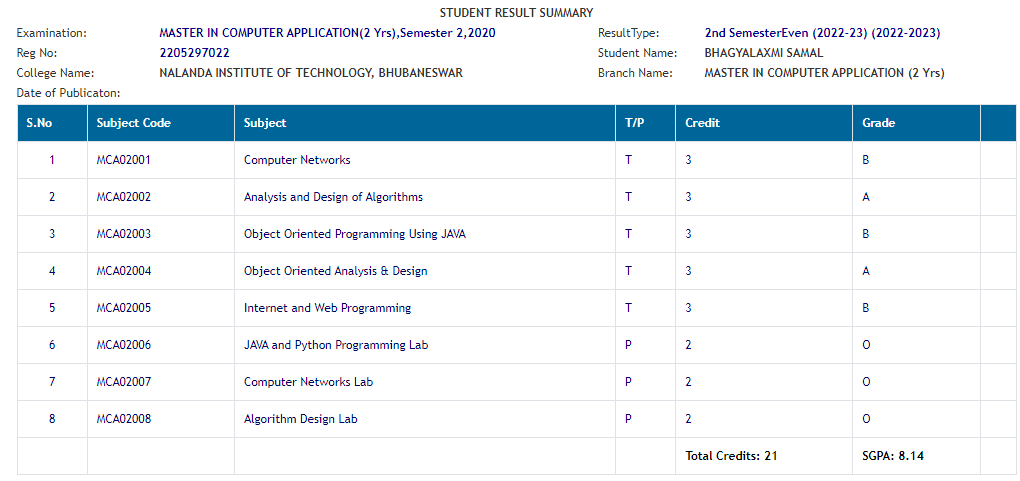 STUDENT RESULT SUMMARY
Examination: MASTER IN COMPUTER APPLICATION(2 Yrs),Semester 2,2020 ResultType: 2nd SemesterEven (2022-23) (2022-2023)
Reg No: 2205297022 Student Name: BHAGYALAXMI SAMAL
College Name: NALANDA INSTITUTE OF TECHNOLOGY, BHUBANESWAR Branch Name: MASTER IN COMPUTER APPLICATION (2 Yrs)
Date of Publicaton:
S.No Subject Code Subject T/P Credit Grade
1 MCA02001 Computer Networks T 3 B
2 MCA02002 Analysis and Design of Algorithms T 3 A
3 MCA02003 Object Oriented Programming Using JAVA T 3 B
4 MCA02004 Object Oriented Analysis & Design T 3 A
5 MCA02005 Internet and Web Programming T 3 B
6 MCA02006 JAVA and Python Programming Lab P 2 O
7 MCA02007 Computer Networks Lab P 2 O
8 MCA02008 Algorithm Design Lab P 2 O
Total Credits: 21 SGPA: 8.14